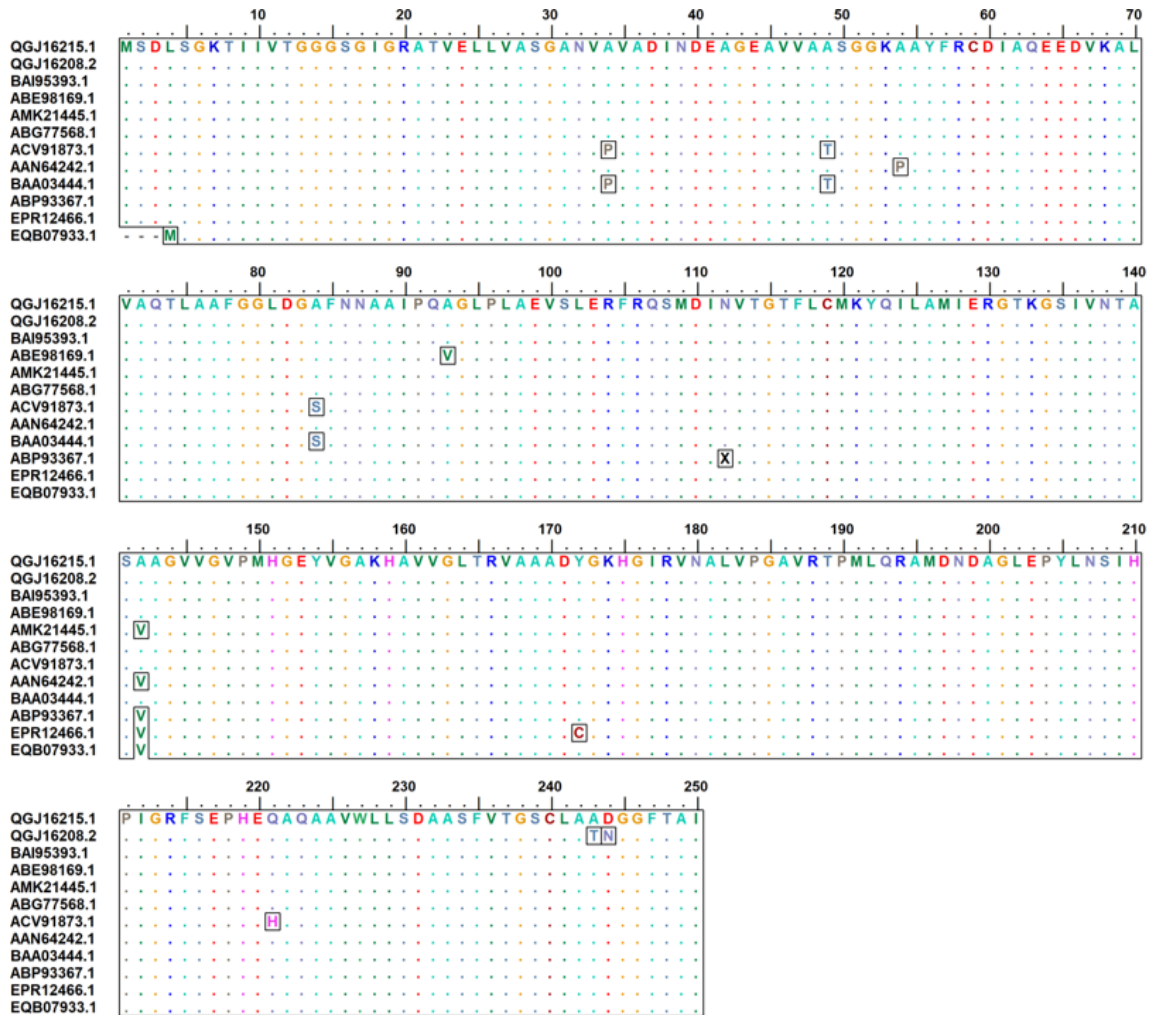 10 20 30 40 50 60 70
QGJ16215.1 MSDLSGKTIIVTGGGSGIGRATVELLVASGANVAVADINDEAGEAVVAASGGKAAYFRCDIAQEEDVKAL
QGJ16208.2
BAI95393.1
ABE98169.1
AMK21445.1
ABG77568.1
ACV91873.1 P T
AAN64242.1 P
BAA03444.1 P T
ABP93367.1
EPR12466.1
EQB07933.1 - - - M
80 90 100 110 120 130 140
QGJ16215.1 VAQTLAAFGGLDGAFNNAAIPQAGLPLAEVSLERFRQSMDINVTGTFLCMKYQILAMIERGTKGSIVNTA
QGJ16208.2
BAI95393.1
ABE98169.1 V
AMK21445.1
ABG77568.1
ACV91873.1 S
AAN64242.1
BAA03444.1 S
ABP93367.1 X
EPR12466.1
EQB07933.1
150 160 170 180 190 200 210
QGJ16215.1 SAAGVVGVPMHGEYVGAKHAVVGLTRVAAADYGKHGIRVNALVPGAVRTPMLQRAMDNDAGLEPYLNSIH
QGJ16208.2
BAI95393.1
ABE98169.1
AMK21445.1 V
ABG77568.1
ACV91873.1
AAN64242.1 V
BAA03444.1
ABP93367.1 V
EPR12466.1 V C
EQB07933.1 V
220 230 240 250
QGJ16215.1 PIGRFSEPHEQAQAAVWLLSDAASFVTGSCLAADGGFTAI
QGJ16208.2 T N
BAI95393.1
ABE98169.1
AMK21445.1
ABG77568.1
ACV91873.1 H
AAN64242.1
BAA03444.1
ABP93367.1
EPR12466.1
EQB07933.1